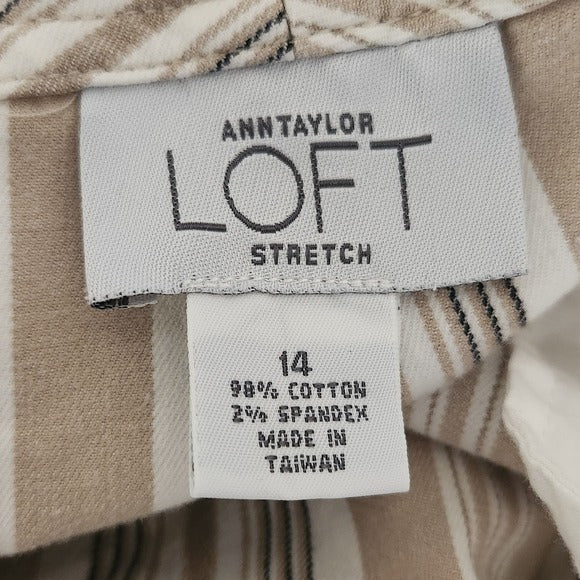 ANNTAYLOR
LOFT
STRETCH
14
98% COTTON
2% SPANDEX
MADE IN
TAIWAN